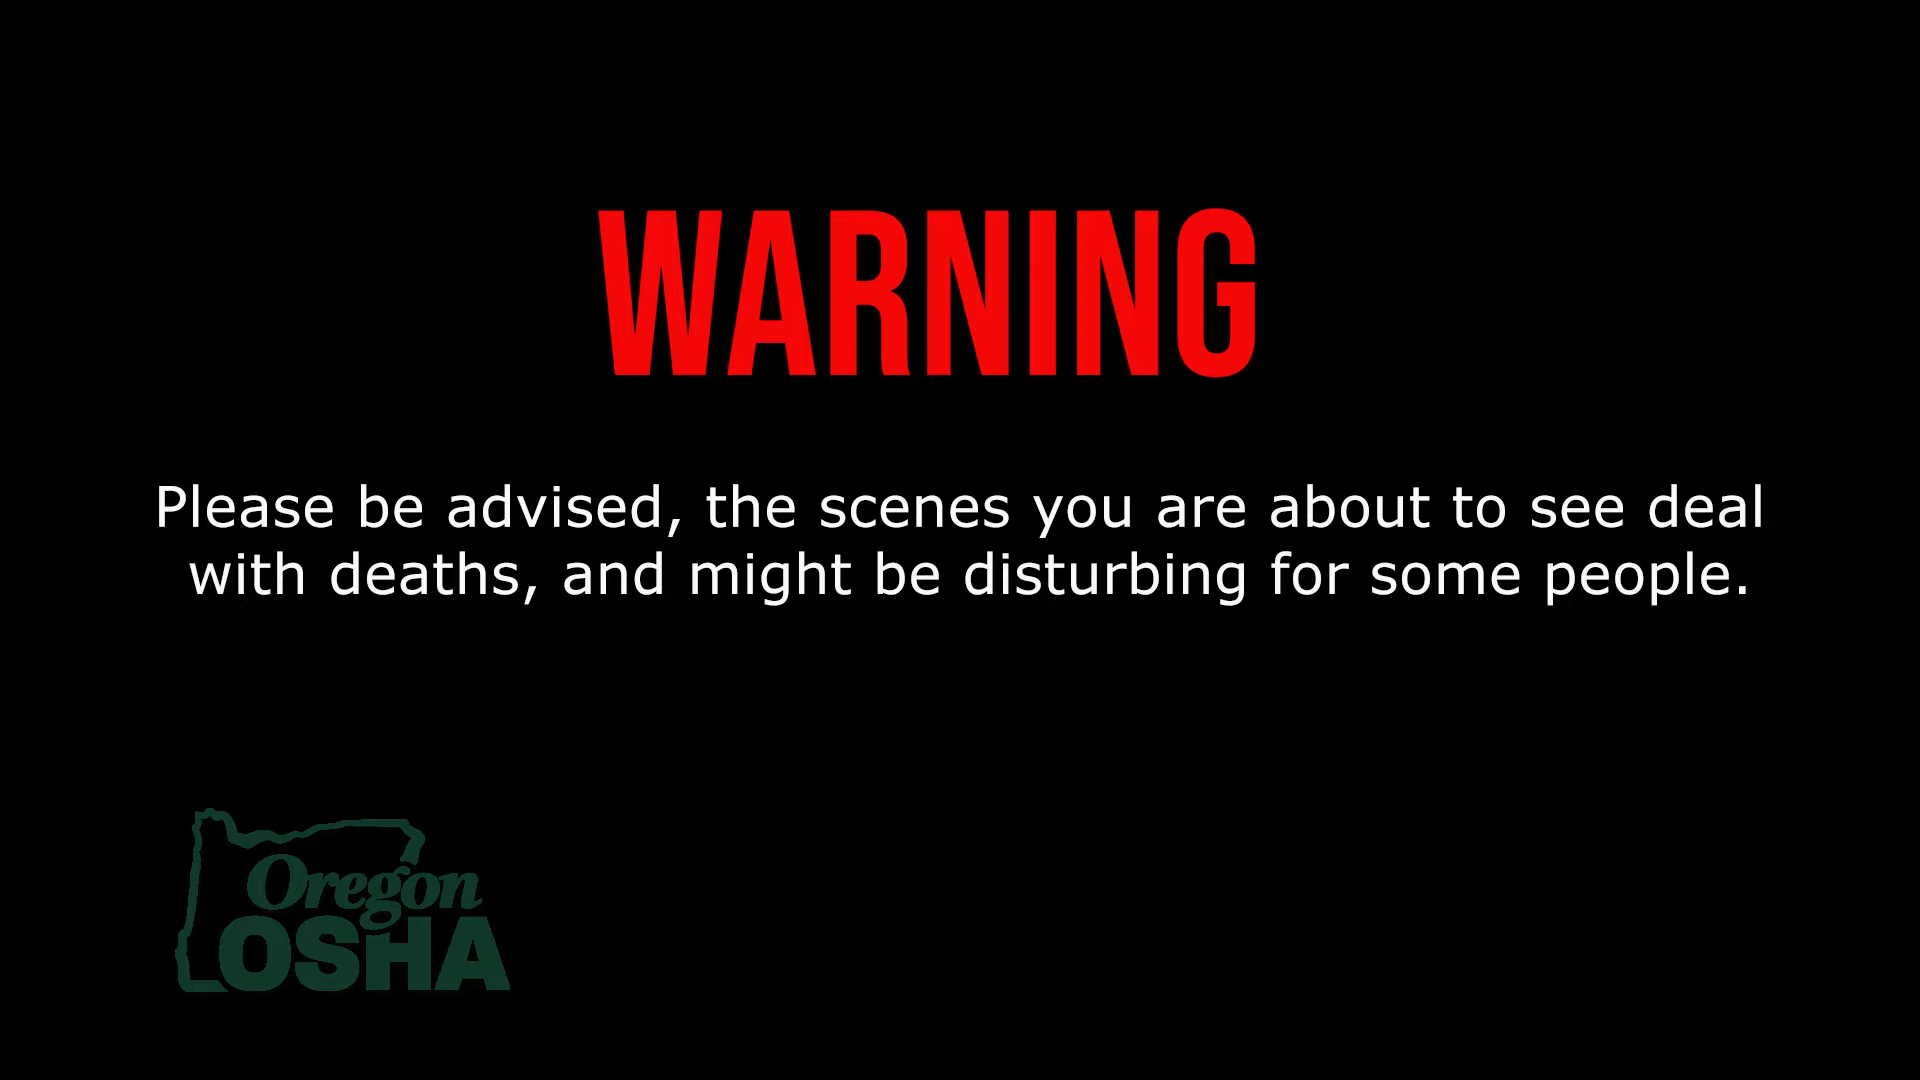 WARNING
Please be advised, the scenes you are about to see deal
with deaths, and might be disturbing for some people.
Oregon
OSHA